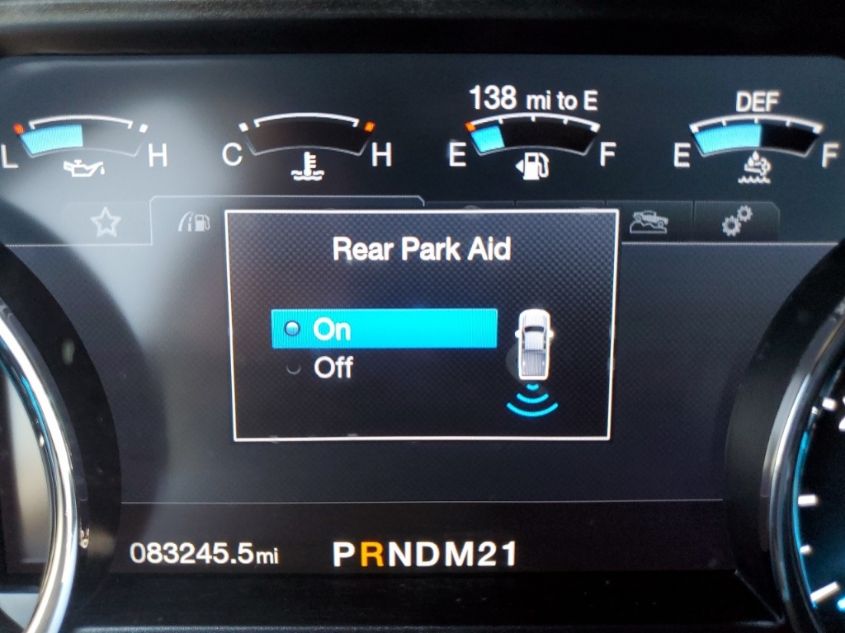 138 mi to E
DEF
L H
C H
E F
E F
Rear Park Aid
On
Off
083245.5mi
PRNDM21